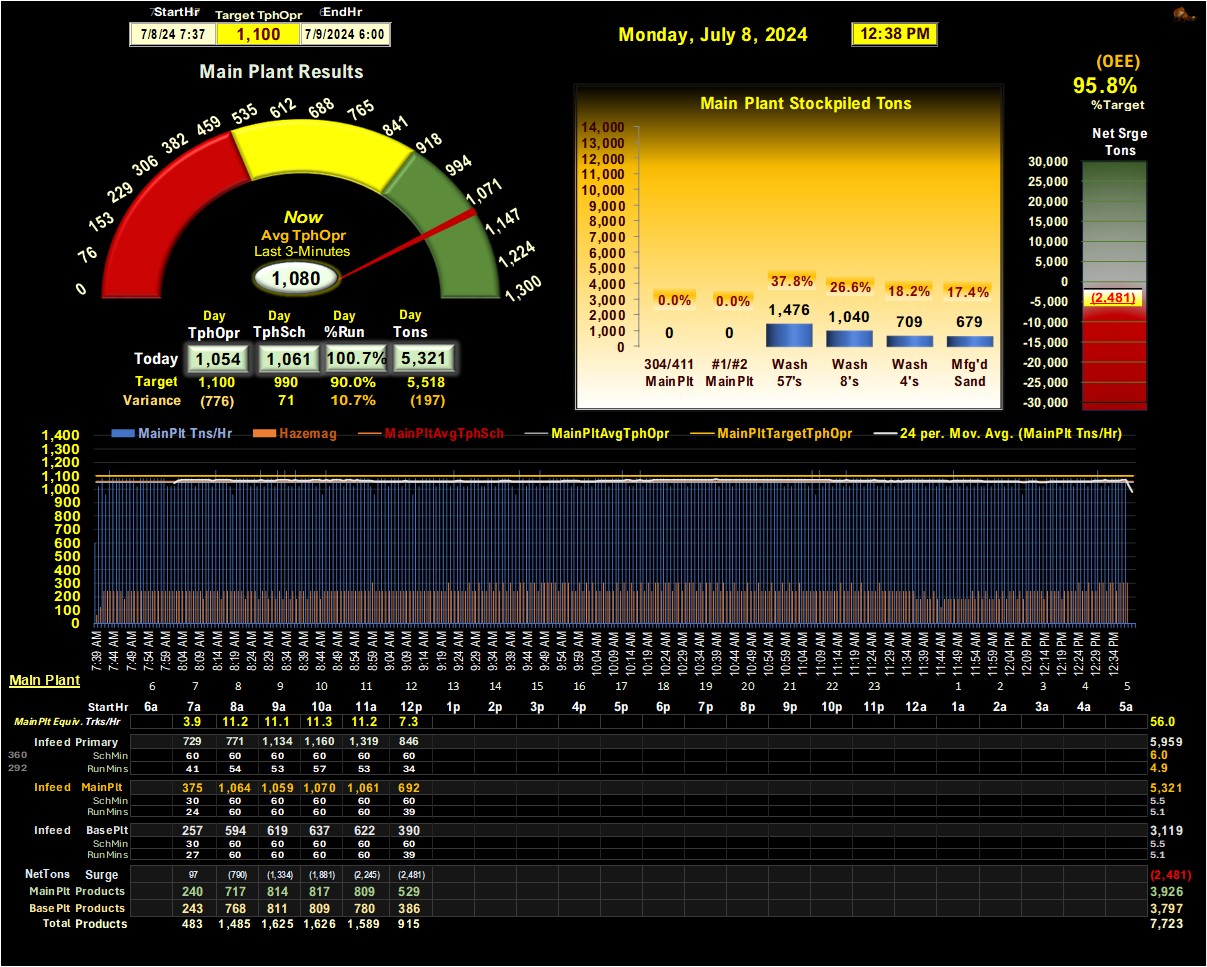 StartHr Target TphOpr EndHr
7/8/24 7:37 1,100 7/9/2024 6:00
Monday, July 8, 2024 12:38 PM
(OEE)
95.8%
%Target
Main Plant Results
0 76 153 229 306 382 459 535 612 688 765 841 918 994 1,071 1,147 1,224 1,300
Now
Avg TphOpr
Last 3-Minutes
1,080
Day Day Day Day
TphOpr TphSch %Run Tons
Today 1,054 1,061 100.7% 5,321
Target 1,100 990 90.0% 5,518
Variance (776) 71 10.7% (197)
Main Plant Stockpiled Tons
14,000
13,000
12,000
11,000
10,000
9,000
8,000
7,000
6,000
5,000
4,000
3,000
2,000
1,000
0
0.0% 0.0% 37.8% 26.6% 18.2% 17.4%
0 0 1,476 1,040 709 679
304/411 #1/#2 Wash Wash Wash Mfg'd
MainPlt MainPlt 57's 8's 4's Sand
Net Srge
Tons
30,000
25,000
20,000
15,000
10,000
5,000
0
-5,000
-10,000
-15,000
-20,000
-25,000
-30,000
(2,481)
MainPlt Tns/Hr Hazemag MainPltAvgTphSch MainPltAvgTphOpr MainPltTargetTphOpr 24 per. Mov. Avg. (MainPlt Tns/Hr)
1,400
1,300
1,200
1,100
1,000
900
800
700
600
500
400
300
200
100
0
7:39 AM 7:44 AM 7:49 AM 7:54 AM 7:59 AM 8:04 AM 8:09 AM 8:14 AM 8:19 AM 8:24 AM 8:29 AM 8:34 AM 8:39 AM 8:44 AM 8:49 AM 8:54 AM 8:59 AM 9:04 AM 9:09 AM 9:14 AM 9:19 AM 9:24 AM 9:29 AM 9:34 AM 9:39 AM 9:44 AM 9:49 AM 9:54 AM 9:59 AM 10:04 AM 10:09 AM 10:14 AM 10:19 AM 10:24 AM 10:29 AM 10:34 AM 10:39 AM 10:44 AM 10:49 AM 10:54 AM 10:59 AM 11:04 AM 11:09 AM 11:14 AM 11:19 AM 11:24 AM 11:29 AM 11:34 AM 11:39 AM 11:44 AM 11:49 AM 11:54 AM 11:59 AM 12:04 PM 12:09 PM 12:14 PM 12:19 PM 12:24 PM 12:29 PM 12:34 PM
Main Plant 6 7 8 9 10 11 12 13 14 15 16 17 18 19 20 21 22 23 1 2 3 4 5
StartHr 6a 7a 8a 9a 10a 11a 12p 1p 2p 3p 4p 5p 6p 7p 8p 9p 10p 11p 12a 1a 2a 3a 4a 5a
MainPlt Equiv. Trks/Hr 3.9 11.2 11.1 11.3 11.2 7.3 56.0
Infeed Primary 729 771 1,134 1,160 1,319 846 5,959
360 SchMin 60 60 60 60 60 60 6.0
292 RunMins 41 54 53 57 53 34 4.9
Infeed MainPlt 375 1,064 1,059 1,070 1,061 692 5,321
SchMin 30 60 60 60 60 60 5.5
RunMins 24 60 60 60 60 39 5.1
Infeed BasePlt 257 594 619 637 622 390 3,119
SchMin 30 60 60 60 60 60 5.5
RunMins 27 60 60 60 60 39 5.1
NetTons Surge 97 (790) (1,334) (1,881) (2,245) (2,481) (2,481)
MainPlt Products 240 717 814 817 809 529 3,926
BasePlt Products 243 768 811 809 780 386 3,797
Total Products 483 1,485 1,625 1,626 1,589 915 7,723